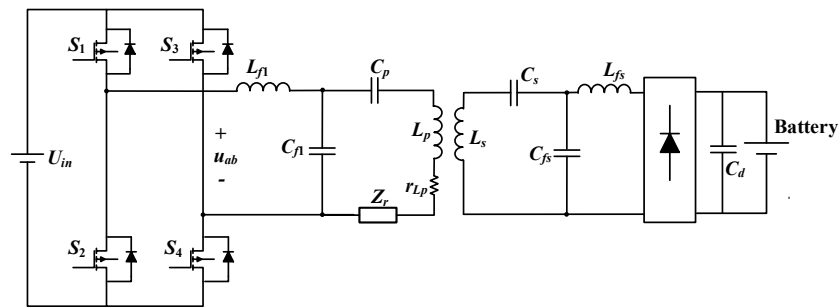 S1
S3
Lf1
Cp
Cs
Lfs
+
uab
-
Uin
Cf1
Lp
Ls
Cfs
Battery
Cd
rLp
Zr
S2
S4